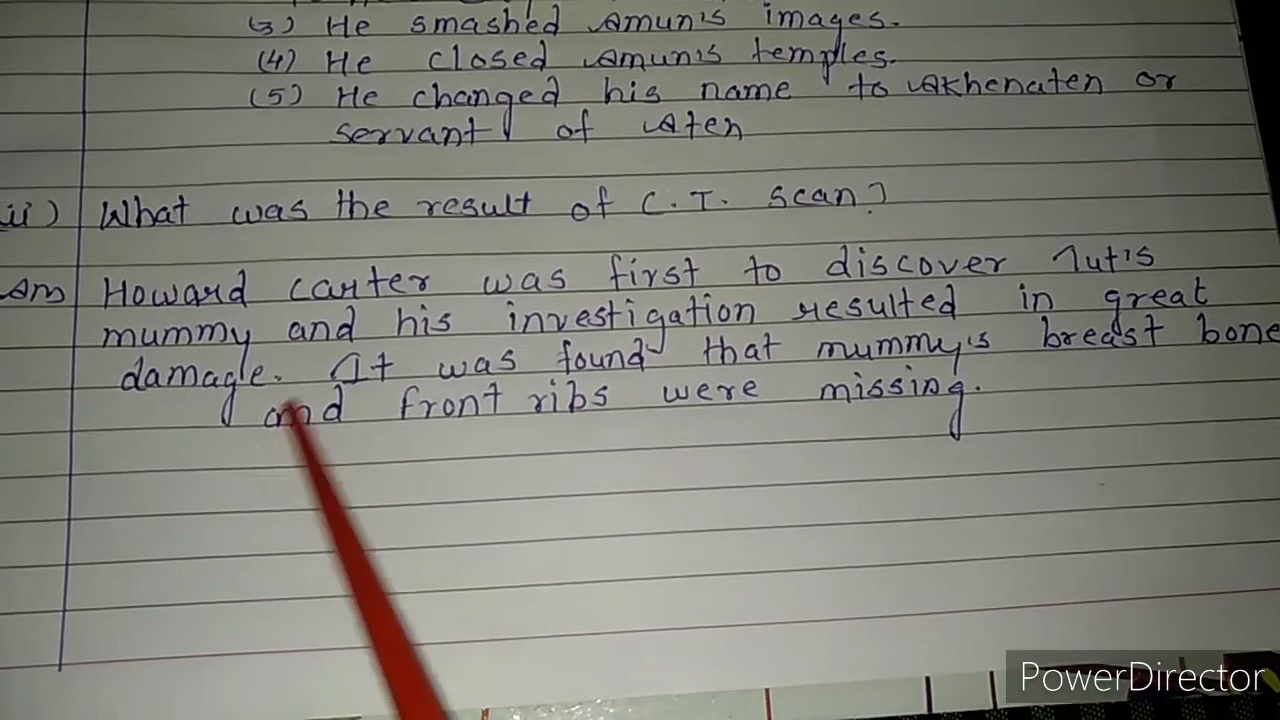 (3) He smashed Amun's images.
(4) He closed Amun's temples.
(5) He changed his name to Akhenaten or
servant of Aten
ii) What was the result of C.T. scan?
Ans Howard carter was first to discover Tut's
mummy and his investigation resulted in great
damage. It was found that mummy's breast bone
and front ribs were missing.
PowerDirector